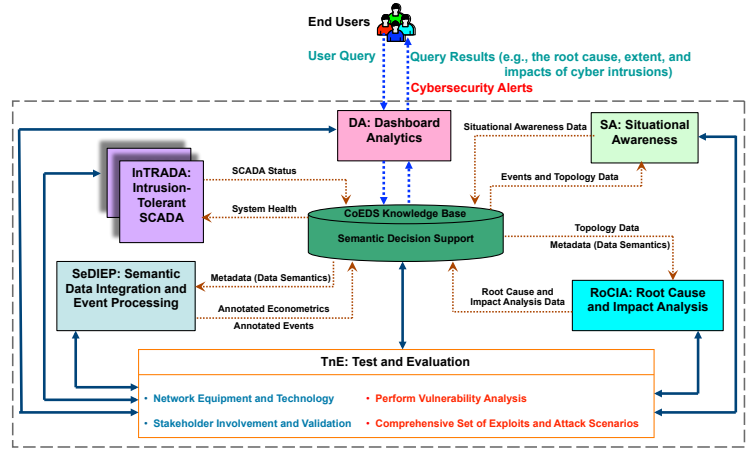 End Users
User Query
Query Results (e.g., the root cause, extent, and
impacts of cyber intrusions)
Cybersecurity Alerts
DA: Dashboard
Analytics
SA: Situational
Awareness
Situational Awareness Data
Events and Topology Data
InTRADA:
Intrusion-
Tolerant
SCADA
SCADA Status
System Health
CoEDS Knowledge Base
Semantic Decision Support
Topology Data
Metadata (Data Semantics)
SeDIEP: Semantic
Data Integration and
Event Processing
Metadata (Data Semantics)
Annotated Econometrics
Annotated Events
Root Cause and
Impact Analysis Data
RoCIA: Root Cause
and Impact Analysis
TnE: Test and Evaluation
• Network Equipment and Technology
• Perform Vulnerability Analysis
• Stakeholder Involvement and Validation
• Comprehensive Set of Exploits and Attack Scenarios